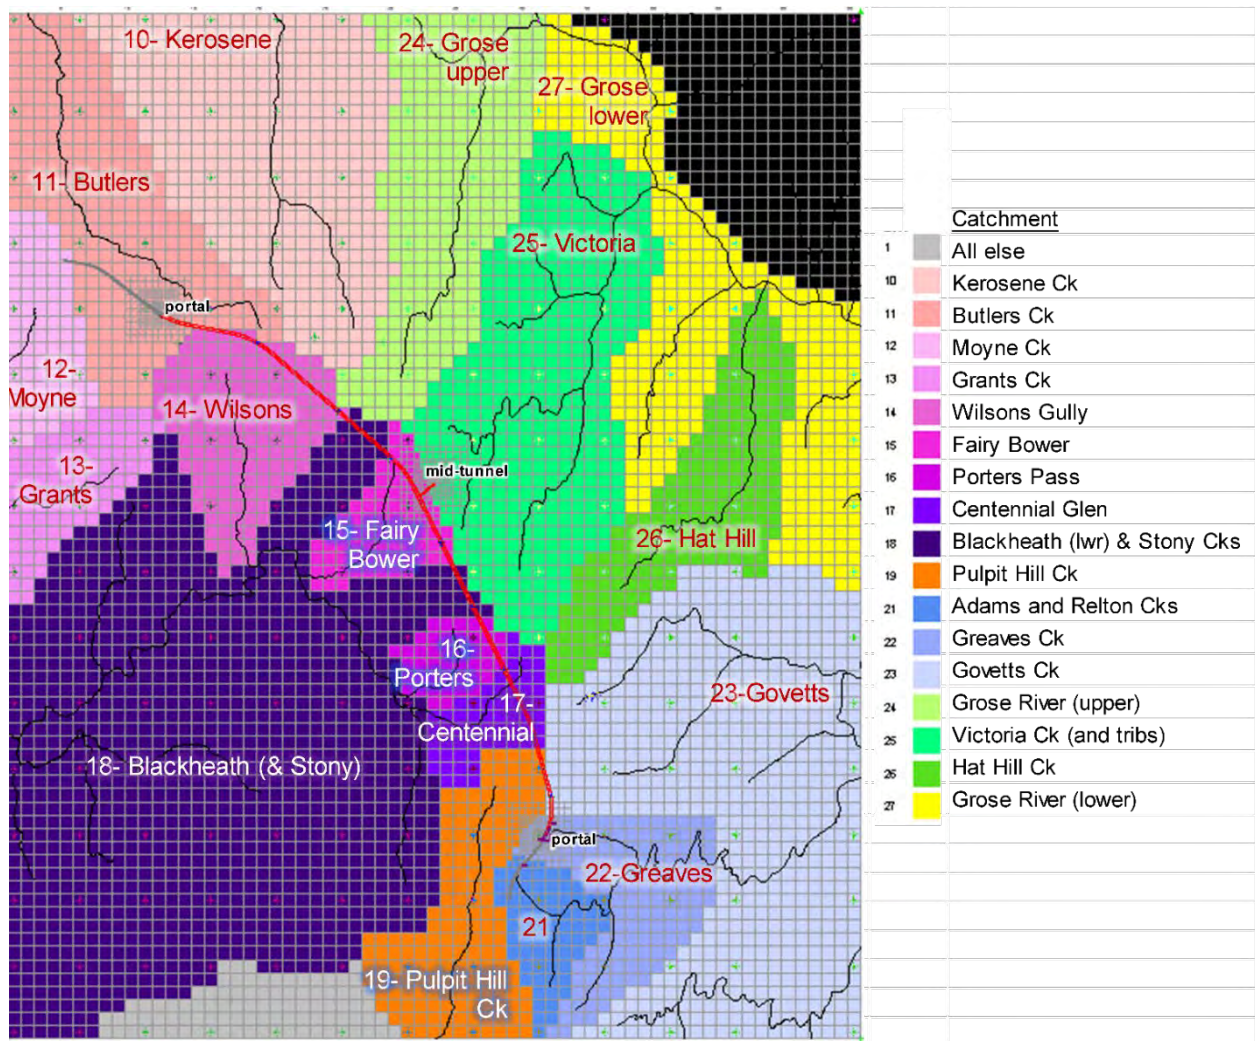 10- Kerosene
24- Grose
upper
27- Grose
lower
11- Butlers
25- Victoria
portal
12-
Moyne
14- Wilsons
13-
Grants
mid-tunnel
15- Fairy
Bower
26- Hat Hill
16-
Porters
17-
Centennial
23-Govetts
18- Blackheath (& Stony)
portal
22-Greaves
21
19- Pulpit Hill
Ck
Catchment
1 All else
10 Kerosene Ck
11 Butlers Ck
12 Moyne Ck
13 Grants Ck
14 Wilsons Gully
15 Fairy Bower
16 Porters Pass
17 Centennial Glen
18 Blackheath (lwr) & Stony Cks
19 Pulpit Hill Ck
21 Adams and Relton Cks
22 Greaves Ck
23 Govetts Ck
24 Grose River (upper)
25 Victoria Ck (and tribs)
26 Hat Hill Ck
27 Grose River (lower)